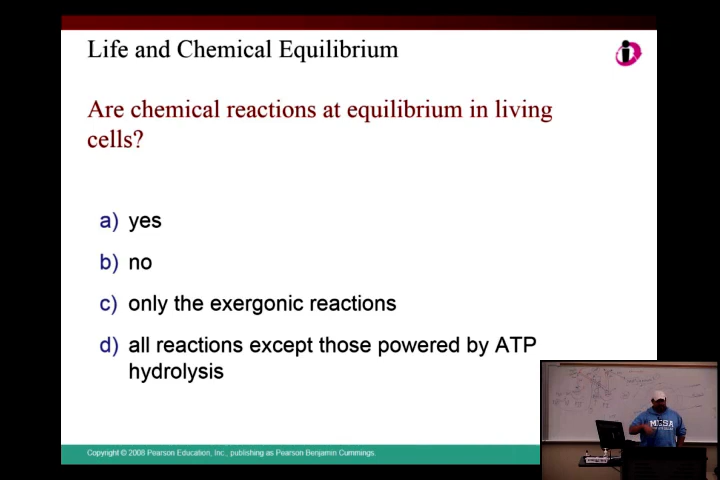 Life and Chemical Equilibrium
Are chemical reactions at equilibrium in living
cells?
a) yes
b) no
c) only the exergonic reactions
d) all reactions except those powered by ATP
hydrolysis
Copyright © 2008 Pearson Education, Inc., publishing as Pearson Benjamin Cummings.
MESA